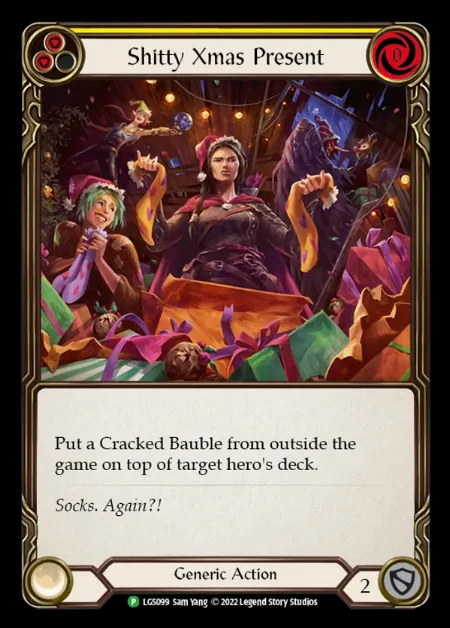 Shitty Xmas Present
0
Put a Cracked Bauble from outside the
game on top of target hero's deck.
Socks. Again?!
Generic Action
2
P LGS099 Sam Yang © 2022 Legend Story Studios